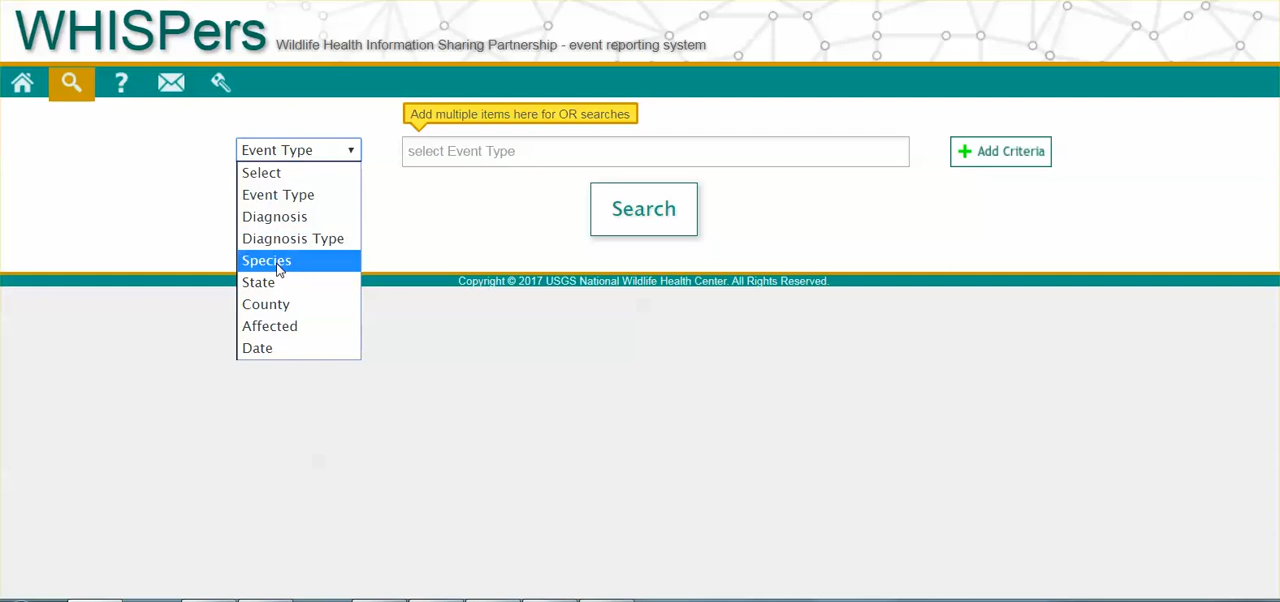 WHISPers Wildlife Health Information Sharing Partnership - event reporting system
?
Add multiple items here for OR searches
Event Type ▼ select Event Type + Add Criteria
Select
Event Type
Diagnosis
Diagnosis Type
Species
State
County
Affected
Date
Search
Copyright © 2017 USGS National Wildlife Health Center. All Rights Reserved.